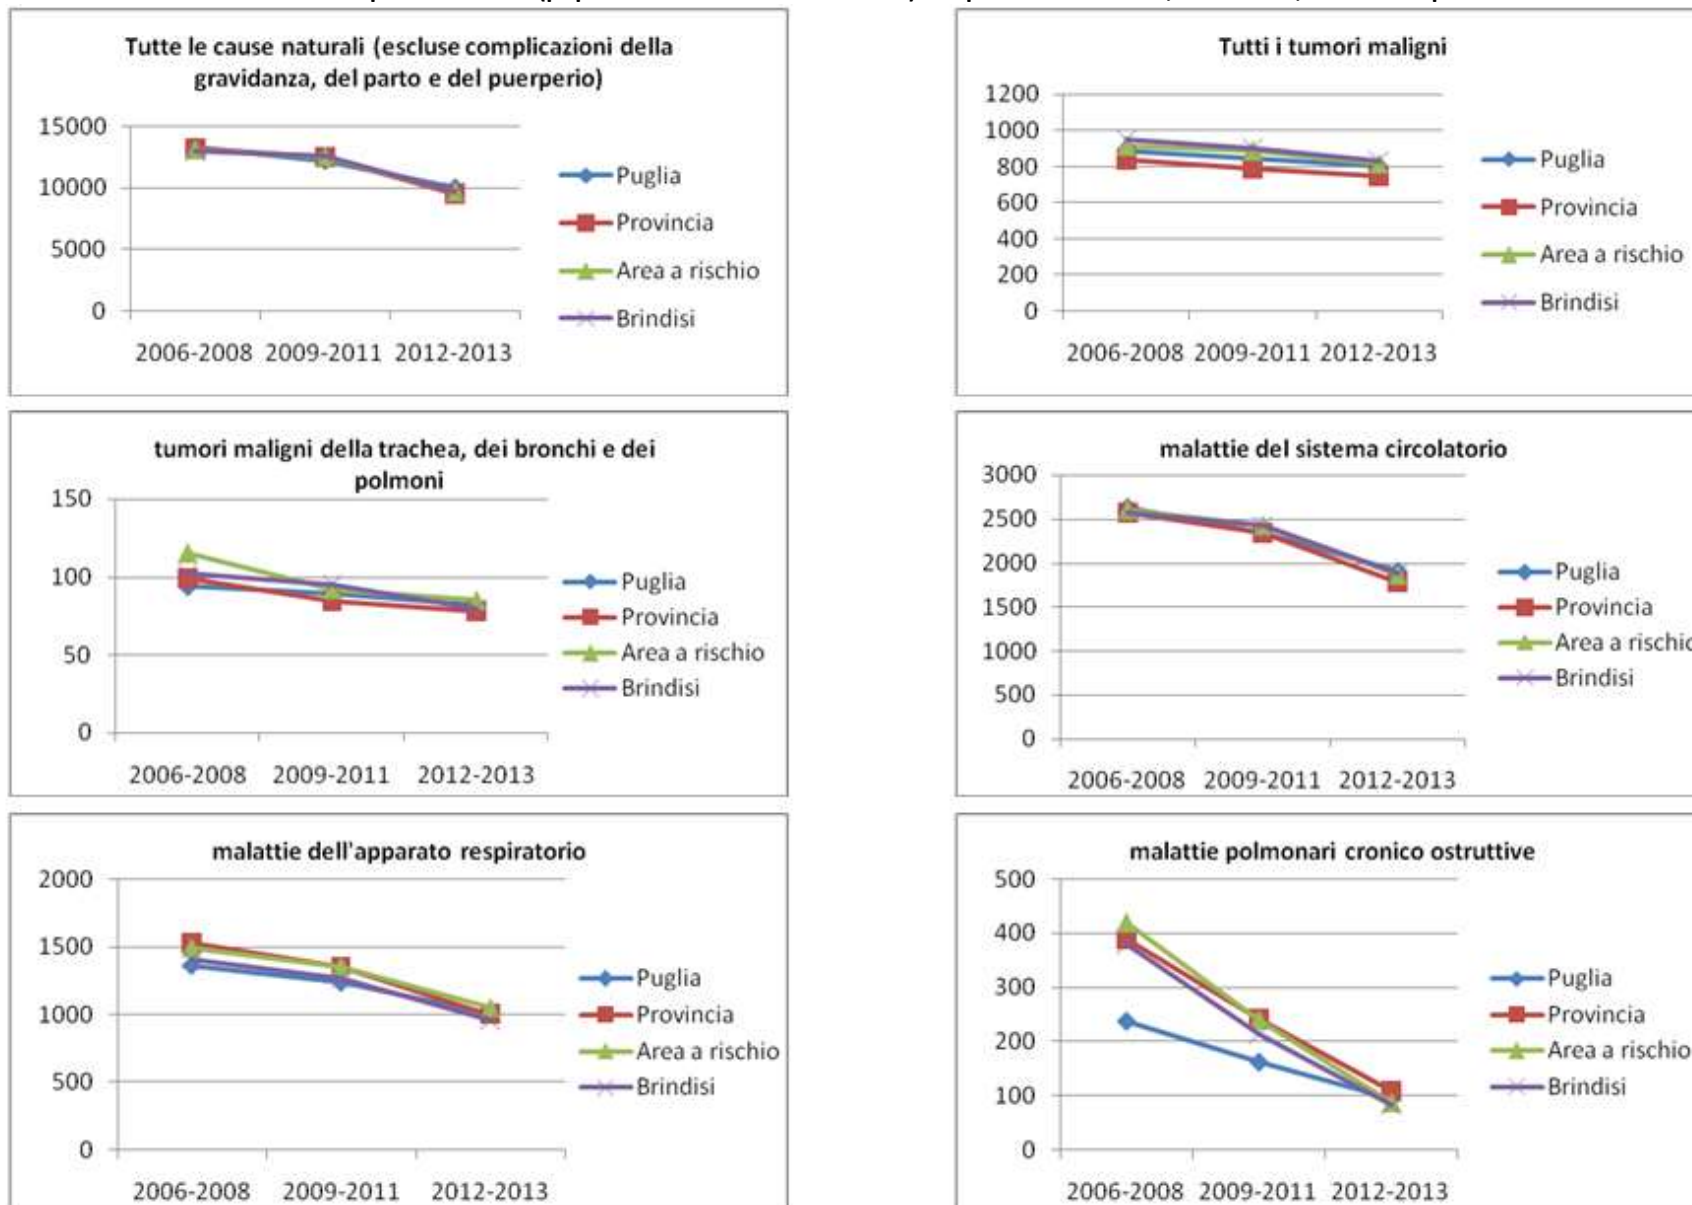 Tutte le cause naturali (escluse complicazioni della
gravidanza, del parto e del puerperio)
15000
10000
5000
0
2006-2008 2009-2011 2012-2013
Puglia
Provincia
Area a rischio
Brindisi
Tutti i tumori maligni
1200
1000
800
600
400
200
0
2006-2008 2009-2011 2012-2013
Puglia
Provincia
Area a rischio
Brindisi
tumori maligni della trachea, dei bronchi e dei
polmoni
150
100
50
0
2006-2008 2009-2011 2012-2013
Puglia
Provincia
Area a rischio
Brindisi
malattie del sistema circolatorio
3000
2500
2000
1500
1000
500
0
2006-2008 2009-2011 2012-2013
Puglia
Provincia
Area a rischio
Brindisi
malattie dell'apparato respiratorio
2000
1500
1000
500
0
2006-2008 2009-2011 2012-2013
Puglia
Provincia
Area a rischio
Brindisi
malattie polmonari cronico ostruttive
500
400
300
200
100
0
2006-2008 2009-2011 2012-2013
Puglia
Provincia
Area a rischio
Brindisi